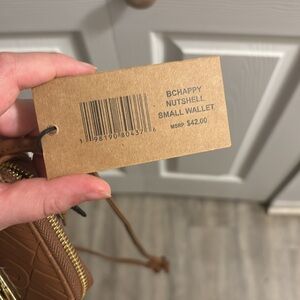 BCHAPPY
NUTSHELL
SMALL WALLET
MSRP $42.00